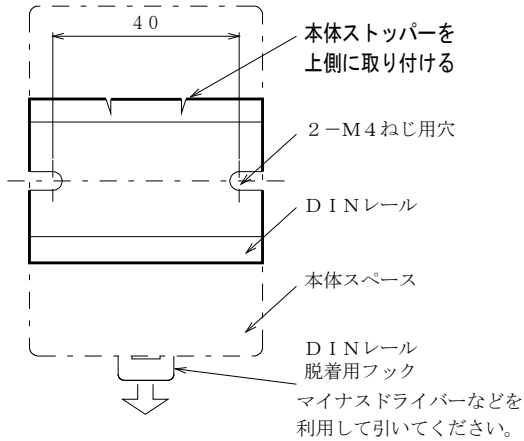 40
本体ストッパーを
上側に取り付ける
2－M4ねじ用穴
DINレール
本体スペース
DINレール
脱着用フック
マイナスドライバーなどを
利用して引いてください。